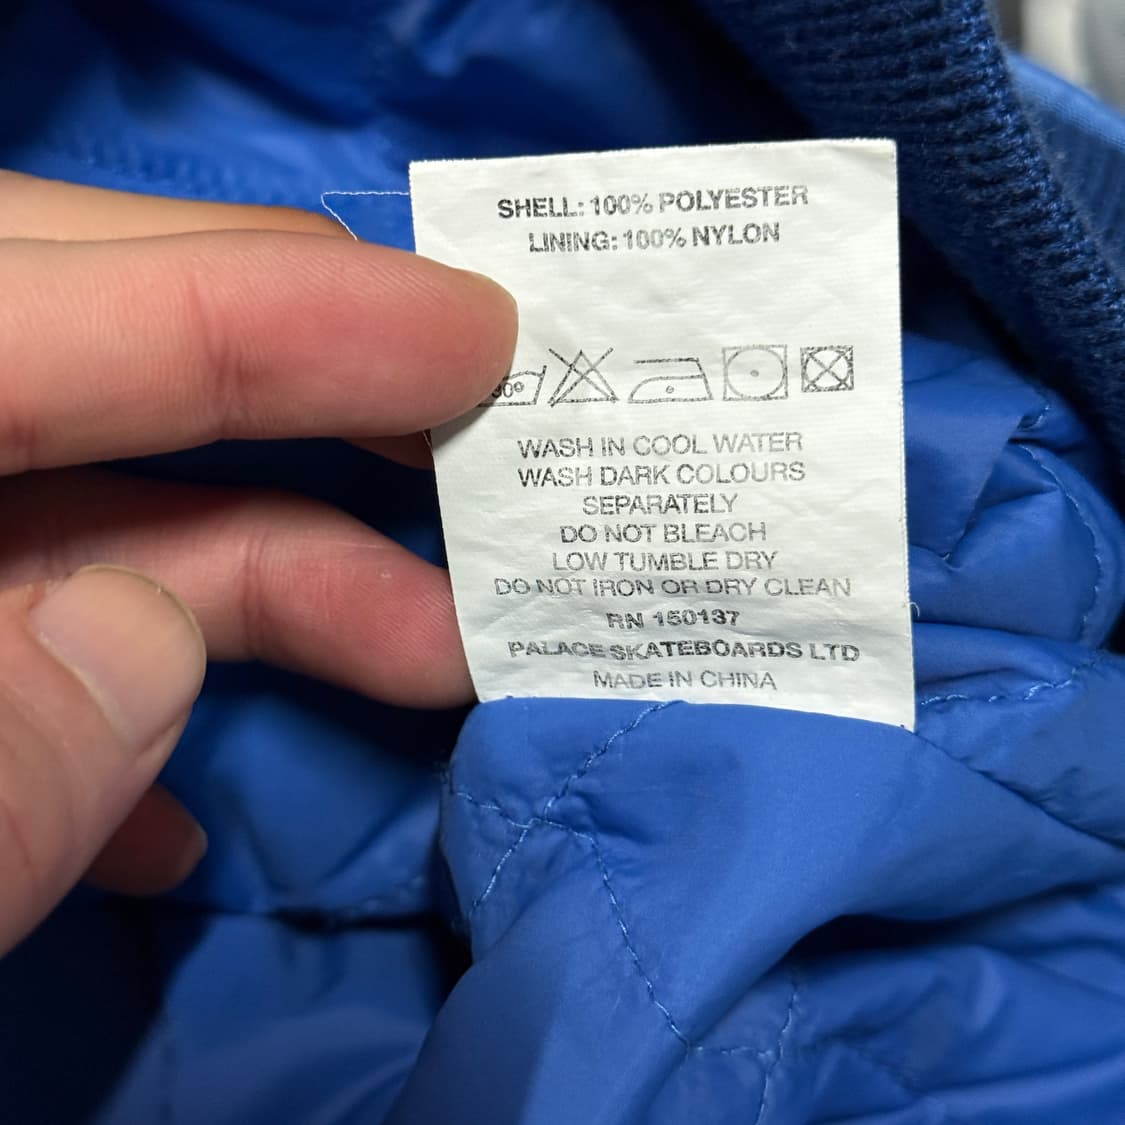 SHELL: 100% POLYESTER
LINING: 100% NYLON
WASH IN COOL WATER
WASH DARK COLOURS
SEPARATELY
DO NOT BLEACH
LOW TUMBLE DRY
DO NOT IRON OR DRY CLEAN
RN 150137
PALACE SKATEBOARDS LTD
MADE IN CHINA